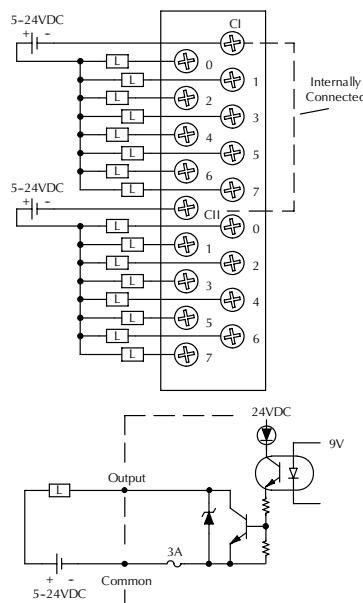 5–24VDC
+ -
CI
L 0
L 1
L 2
L 3
L 4
L 5
L 6
L 7
Internally
Connected
5–24VDC
+ -
CII
L 0
L 1
L 2
L 3
L 4
L 5
L 6
L 7
24VDC
9V
Output
L
3A
Common
+ -
5–24VDC